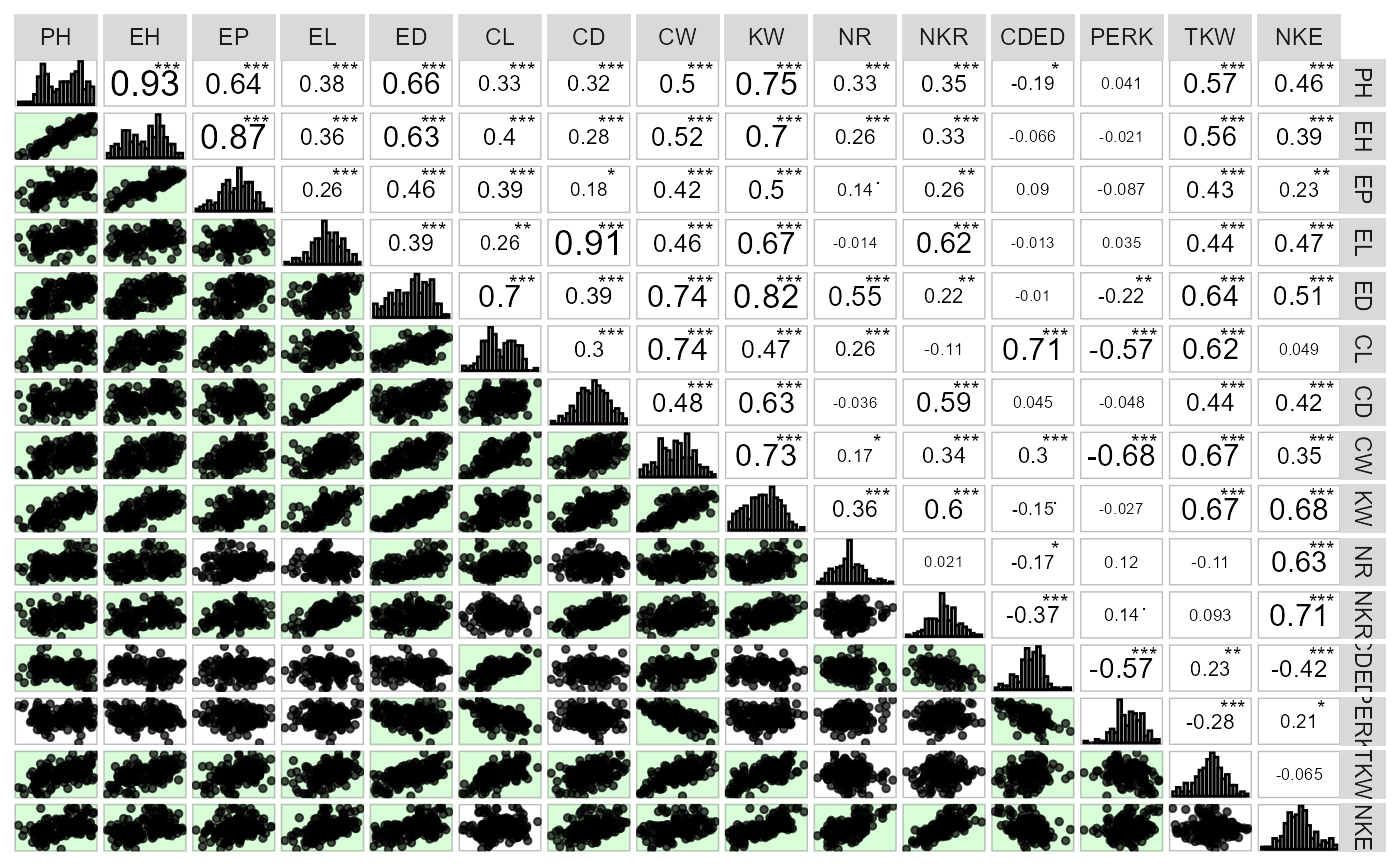 PH EH EP EL ED CL CD CW KW NR NKR CDED PERK TKW NKE
0.93*** 0.64*** 0.38*** 0.66*** 0.33*** 0.32*** 0.5*** 0.75*** 0.33*** 0.35*** -0.19* 0.041 0.57*** 0.46*** PH
0.87*** 0.36*** 0.63*** 0.4*** 0.28*** 0.52*** 0.7*** 0.26*** 0.33*** -0.066 -0.021 0.56*** 0.39*** EH
0.26*** 0.46*** 0.39*** 0.18* 0.42*** 0.5*** 0.14. 0.26** 0.09 -0.087 0.43*** 0.23** EP
0.39*** 0.26** 0.91*** 0.46*** 0.67*** -0.014 0.62*** -0.013 0.035 0.44*** 0.47*** EL
0.7*** 0.39*** 0.74*** 0.82*** 0.55*** 0.22** -0.01 -0.22** 0.64*** 0.51*** ED
0.3*** 0.74*** 0.47*** 0.26*** -0.11 0.71*** -0.57*** 0.62*** 0.049 CL
0.48*** 0.63*** -0.036 0.59*** 0.045 -0.048 0.44*** 0.42*** CD
0.73*** 0.17* 0.34*** 0.3*** -0.68*** 0.67*** 0.35*** CW
0.36*** 0.6*** -0.15. -0.027 0.67*** 0.68*** KW
0.021 -0.17* 0.12 -0.11 0.63*** NR
-0.37*** 0.14. 0.093 0.71*** NKR
-0.57*** 0.23** -0.42*** CDED
-0.28*** 0.21* PERK
-0.065 TKW
NKE